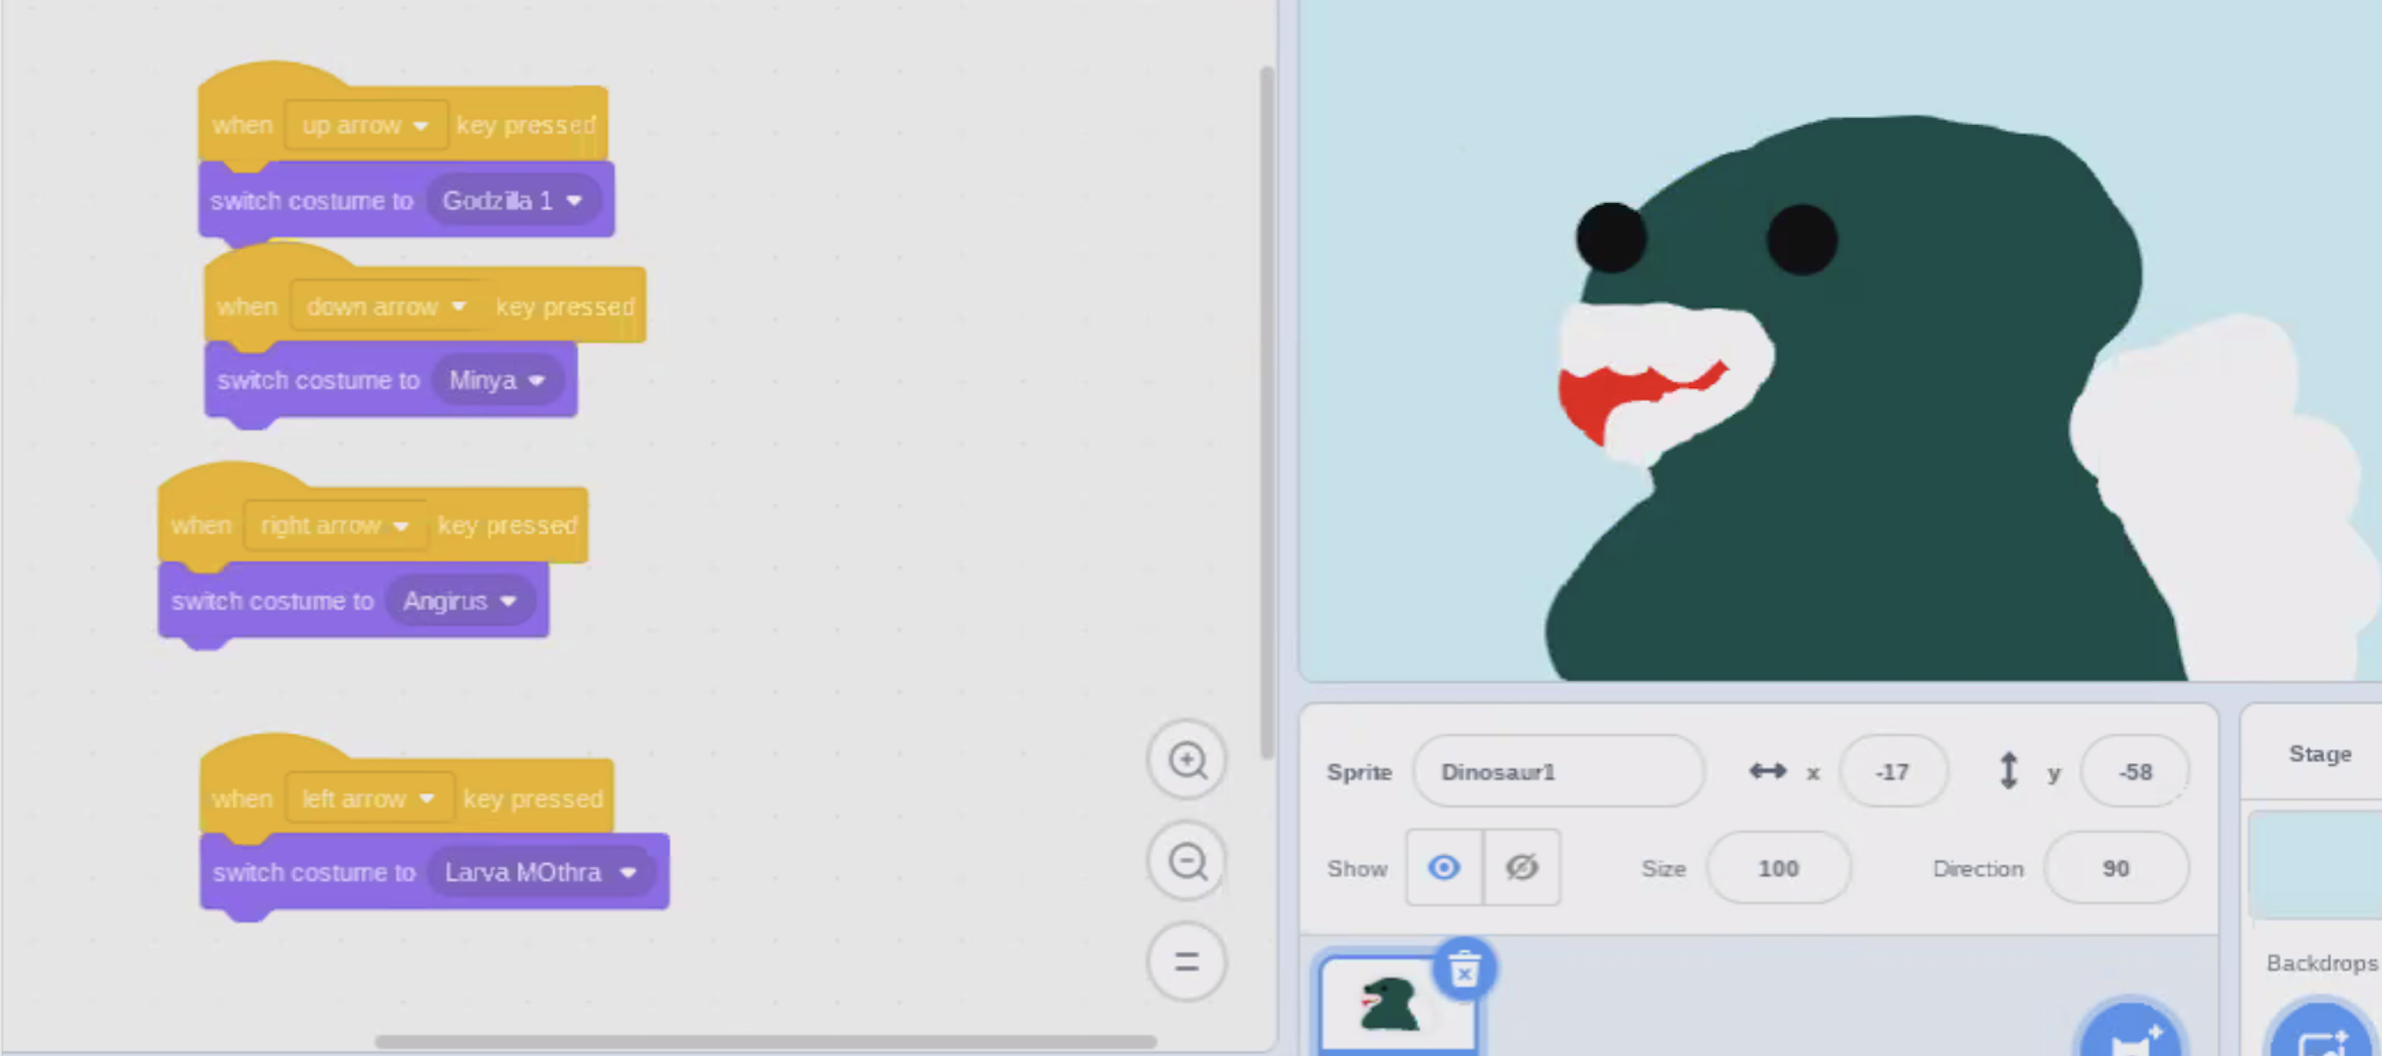 when up arrow key pressed
switch costume to Godzilla 1
when down arrow key pressed
switch costume to Minya
when right arrow key pressed
switch costume to Angirus
when left arrow key pressed
switch costume to Larva MOthra
Sprite Dinosaur1 x -17 y -58
Show Size 100 Direction 90
Stage
Backdrops